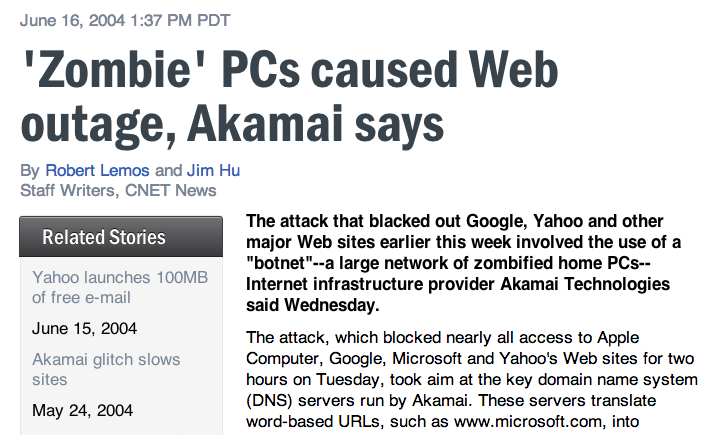 June 16, 2004 1:37 PM PDT
'Zombie' PCs caused Web
outage, Akamai says
By Robert Lemos and Jim Hu
Staff Writers, CNET News
Related Stories
Yahoo launches 100MB
of free e-mail
June 15, 2004
Akamai glitch slows
sites
May 24, 2004
The attack that blacked out Google, Yahoo and other
major Web sites earlier this week involved the use of a
"botnet"--a large network of zombified home PCs--
Internet infrastructure provider Akamai Technologies
said Wednesday.
The attack, which blocked nearly all access to Apple
Computer, Google, Microsoft and Yahoo's Web sites for two
hours on Tuesday, took aim at the key domain name system
(DNS) servers run by Akamai. These servers translate
word-based URLs, such as www.microsoft.com, into